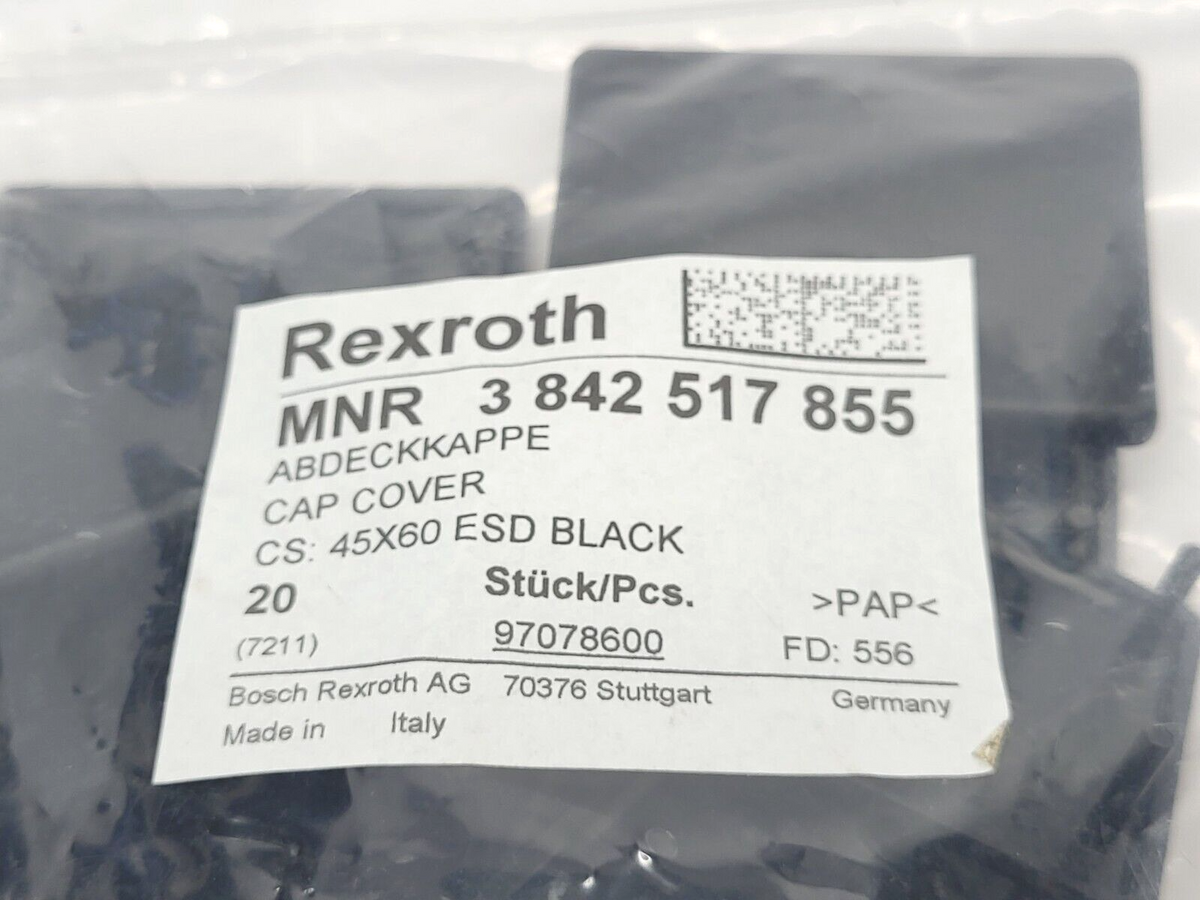 Rexroth
MNR 3 842 517 855
ABDECKKAPPE
CAP COVER
CS: 45X60 ESD BLACK
20 Stück/Pcs. >PAP<
(7211) 97078600 FD: 556
Bosch Rexroth AG 70376 Stuttgart Germany
Made in Italy